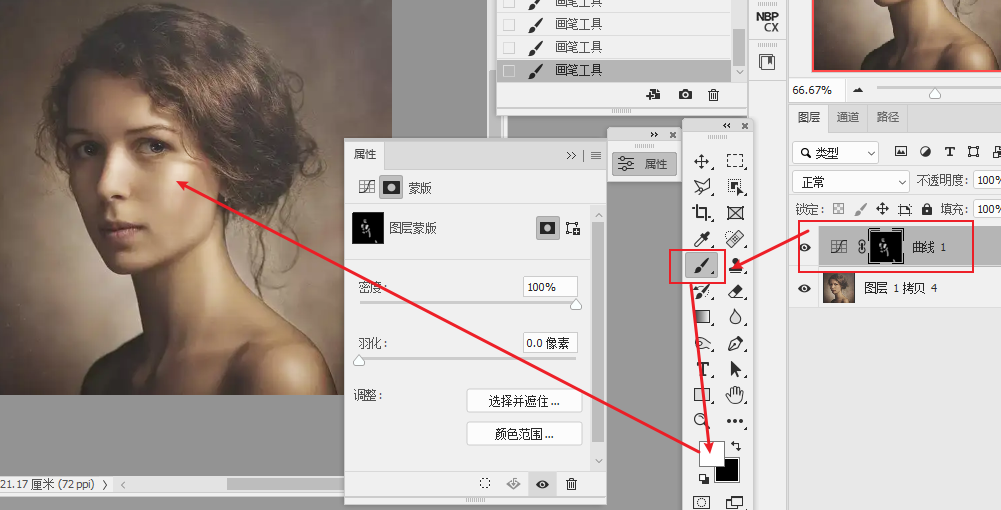 画笔工具
画笔工具
画笔工具
画笔工具
NBP
CX
66.67%
图层 通道 路径
类型
正常
不透明度: 100%
锁定: 填充: 100%
曲线 1
图层 1 拷贝 4
属性
属性
蒙版
图层蒙版
密度: 100%
羽化: 0.0 像素
调整:
选择并遮住...
颜色范围...
T
21.17 厘米 (72 ppi)